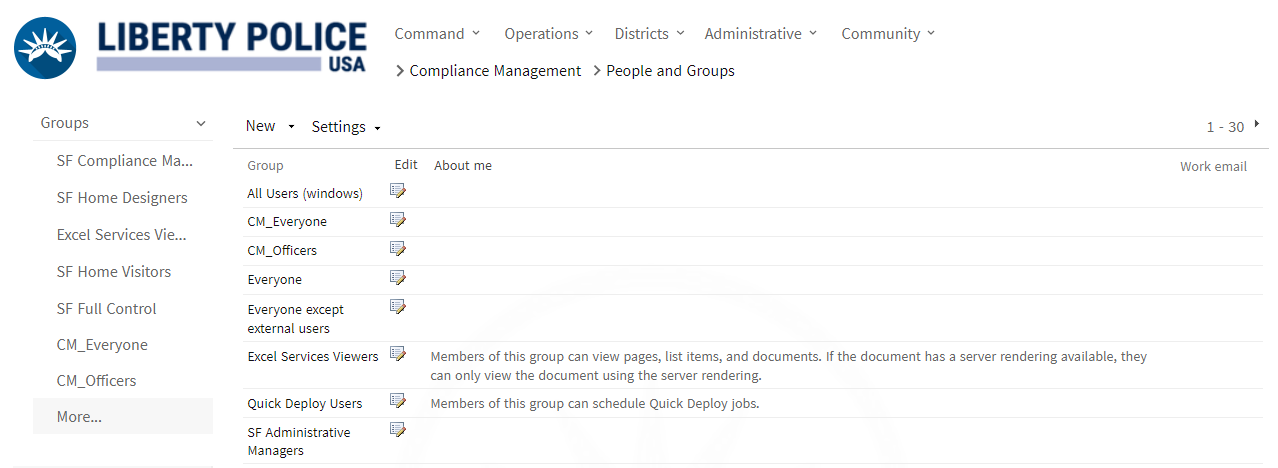 LIBERTY POLICE
USA
Command Operations Districts Administrative Community
Compliance Management People and Groups
Groups
SF Compliance Ma...
SF Home Designers
Excel Services Vie...
SF Home Visitors
SF Full Control
CM_Everyone
CM_Officers
More...
New Settings 1 - 30
Group Edit About me Work email
All Users (windows)
CM_Everyone
CM_Officers
Everyone
Everyone except
external users
Excel Services Viewers Members of this group can view pages, list items, and documents. If the document has a server rendering available, they
can only view the document using the server rendering.
Quick Deploy Users Members of this group can schedule Quick Deploy jobs.
SF Administrative
Managers